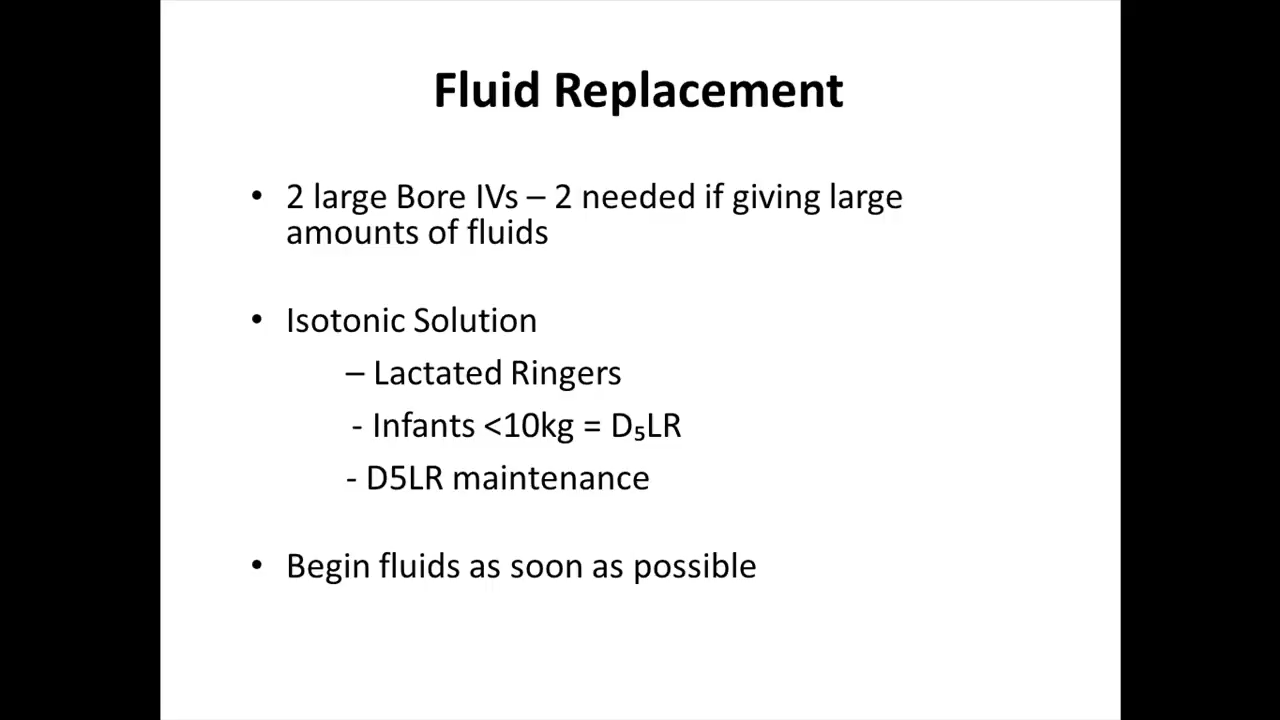 Fluid Replacement
• 2 large Bore IVs – 2 needed if giving large
amounts of fluids
• Isotonic Solution
– Lactated Ringers
- Infants <10kg = D₅LR
- D5LR maintenance
• Begin fluids as soon as possible